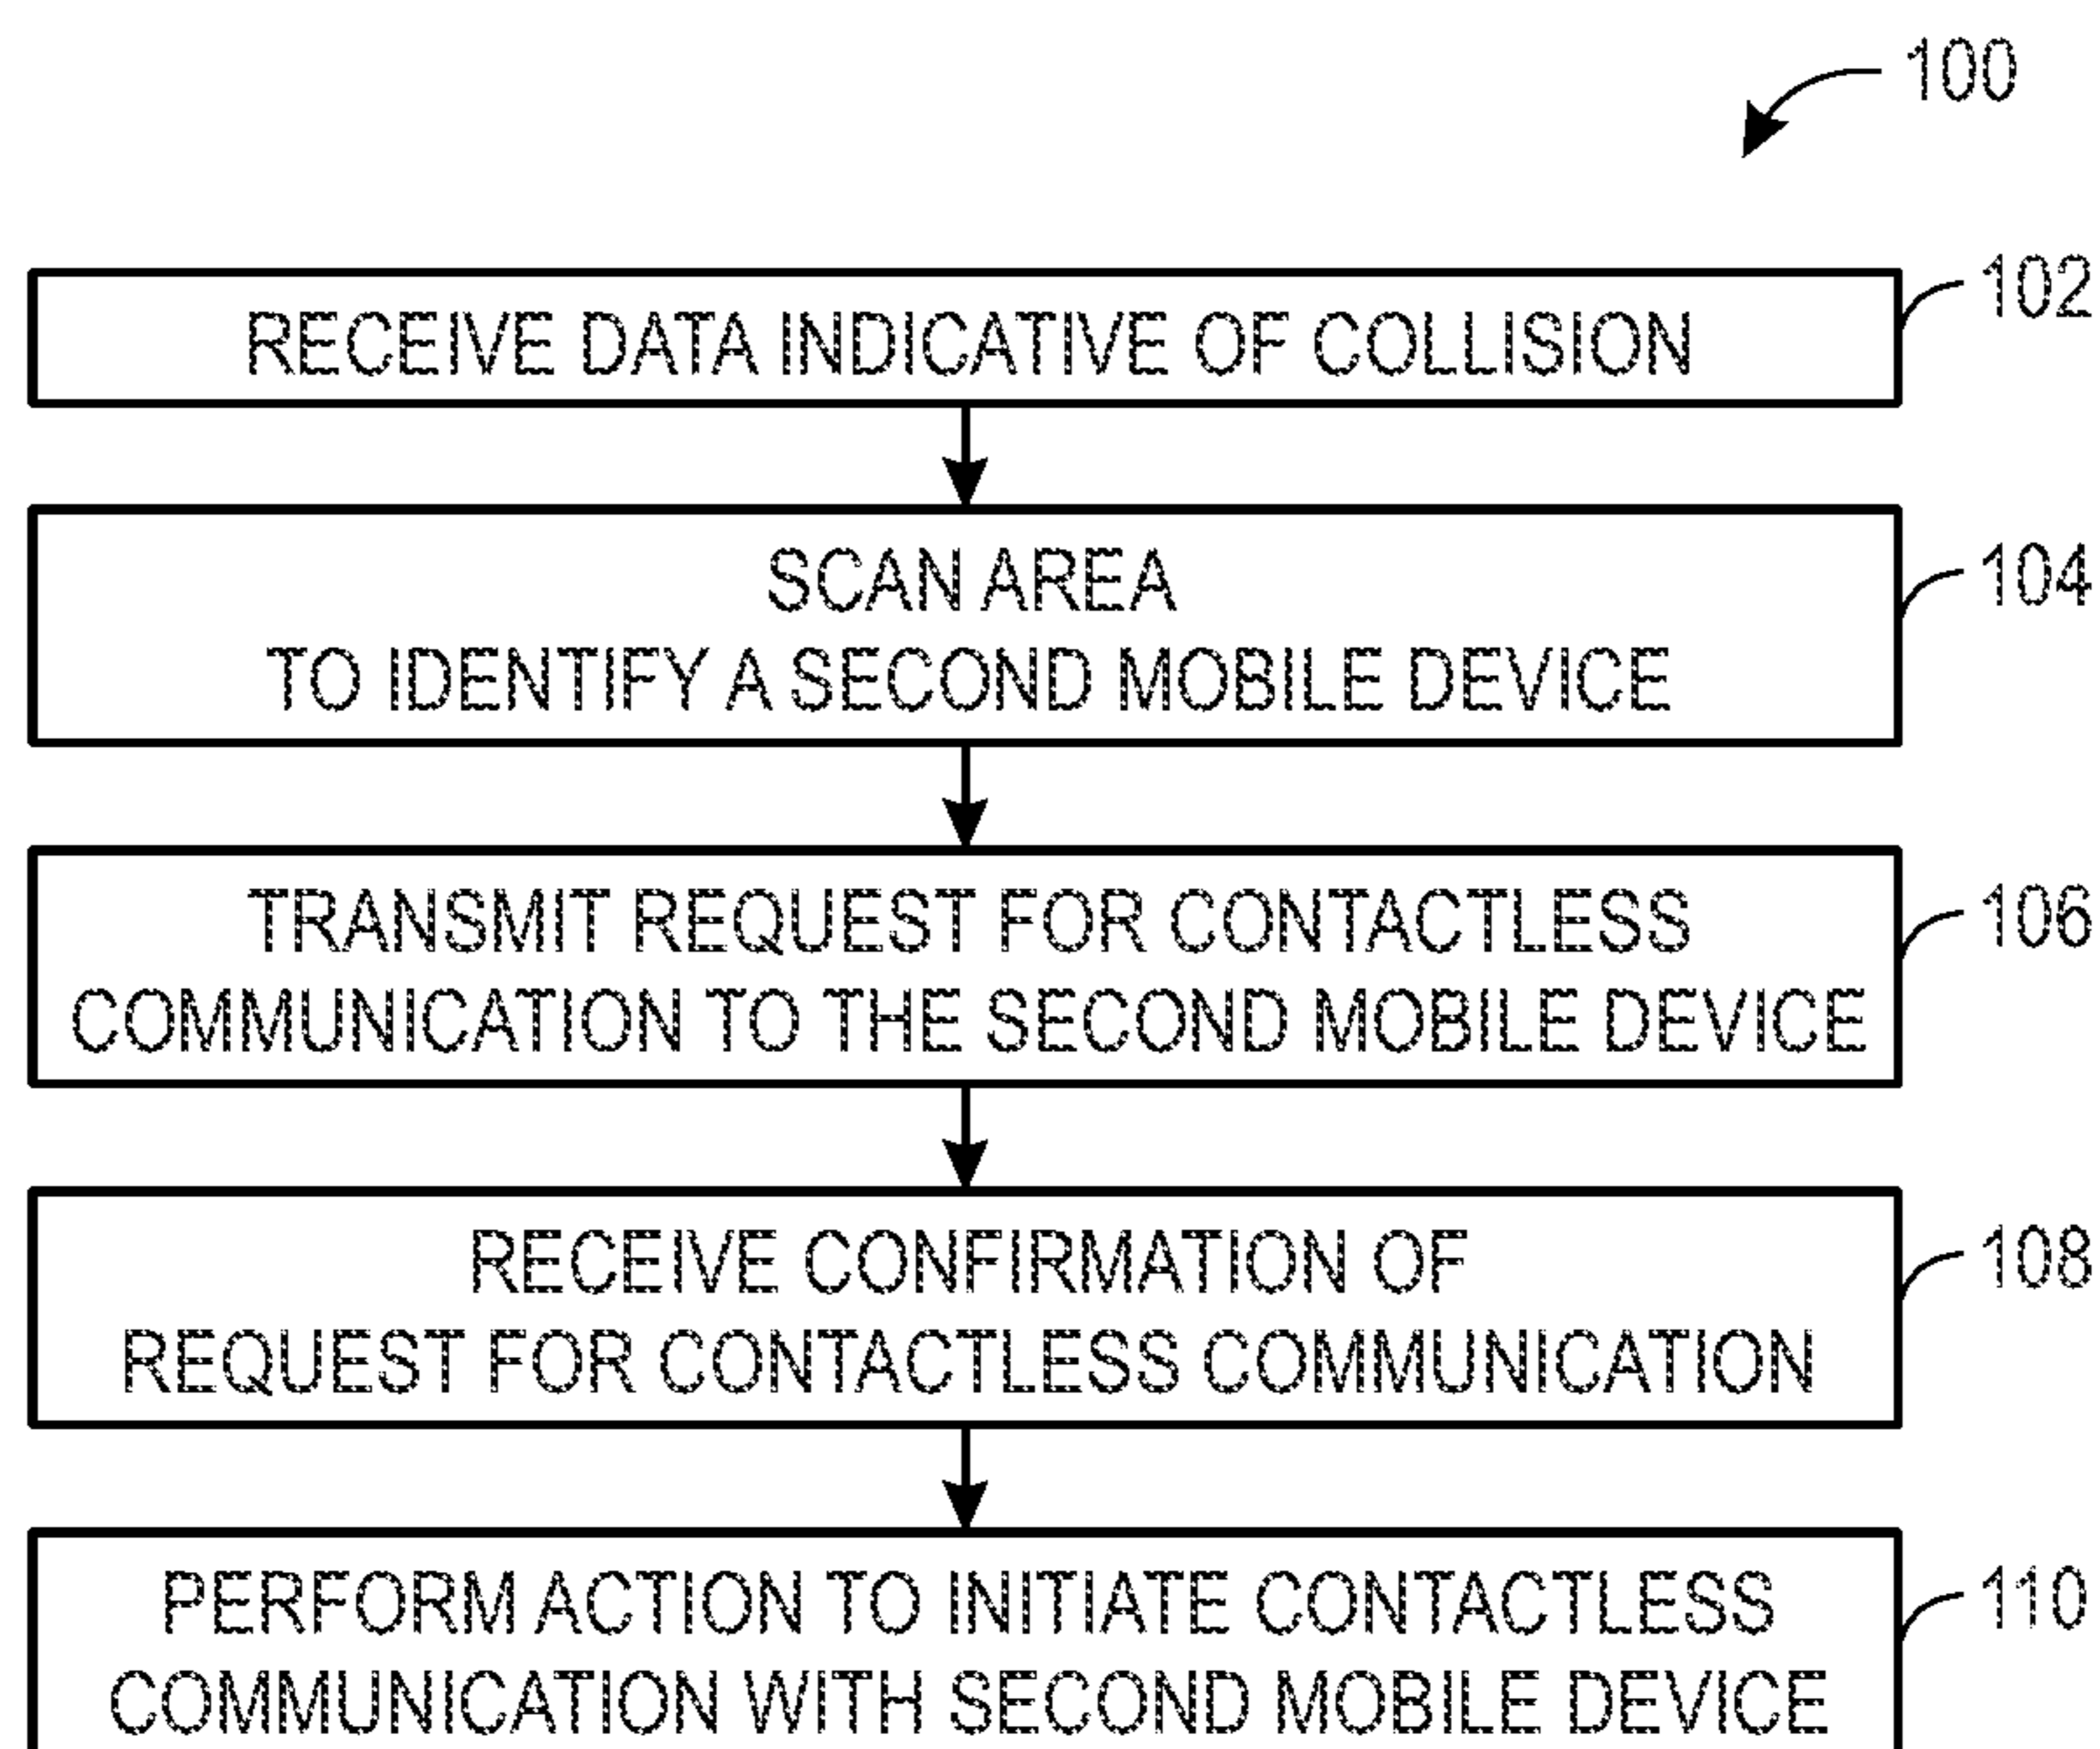 100
102
RECEIVE DATA INDICATIVE OF COLLISION
104
SCAN AREA
TO IDENTIFY A SECOND MOBILE DEVICE
106
TRANSMIT REQUEST FOR CONTACTLESS
COMMUNICATION TO THE SECOND MOBILE DEVICE
108
RECEIVE CONFIRMATION OF
REQUEST FOR CONTACTLESS COMMUNICATION
110
PERFORM ACTION TO INITIATE CONTACTLESS
COMMUNICATION WITH SECOND MOBILE DEVICE